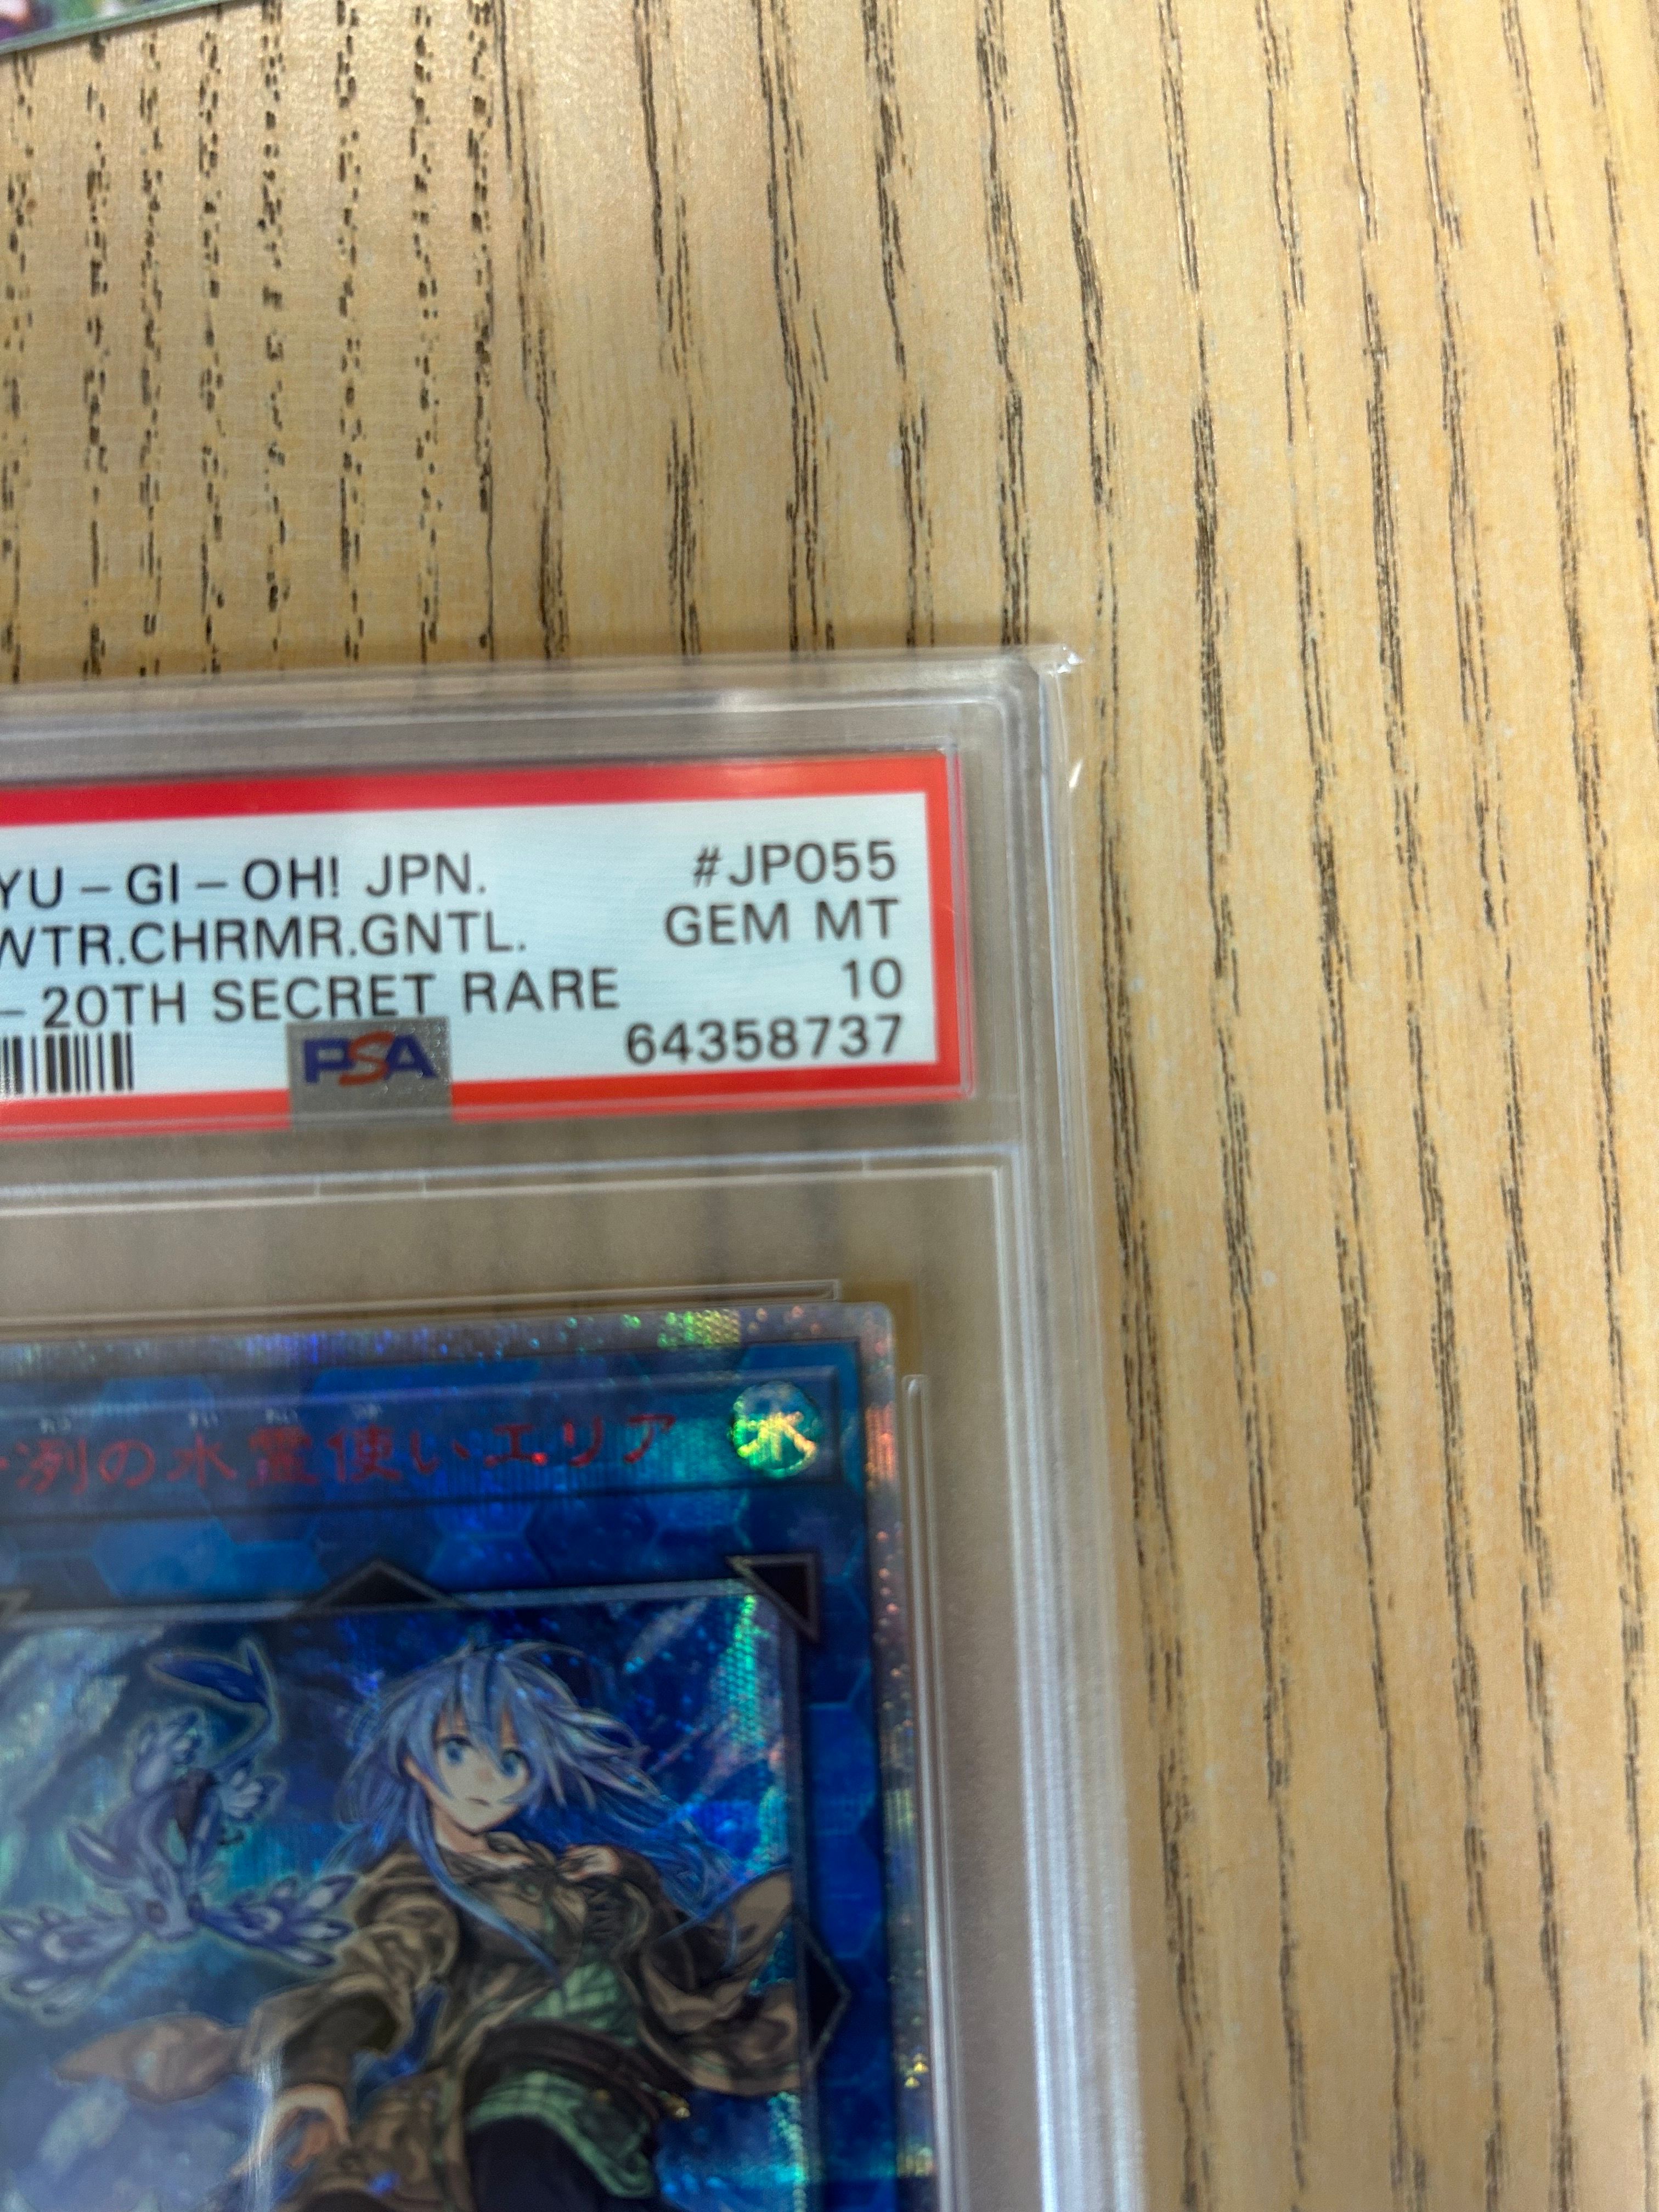 YU-GI-OH! JPN. #JP055
WTR.CHRMR.GNTL. GEM MT
-20TH SECRET RARE 10
PSA 64358737
冽の水霊使いエリア 水